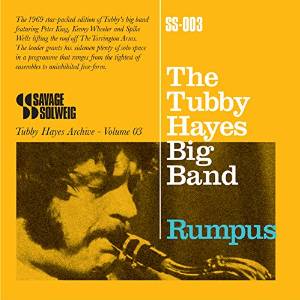 The 1969 star-packed edition of Tubby's big band
featuring Peter King, Kenny Wheeler and Spike
Wells lifting the roof off The Torrington Arms.
The leader grants his sidemen plenty of solo space
in a programme that ranges from the tightest of
ensembles to uninhibited free-form.
SS-003
SAVAGE
SOLWEIG
Tubby Hayes Archive - Volume 03
The
Tubby
Hayes
Big
Band
Rumpus